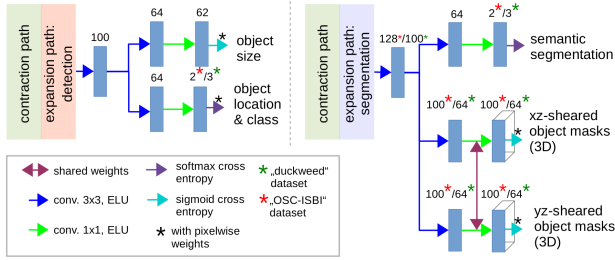 contraction path
expansion path:
detection
100
64
62
*
object
size
64
2*/3*
*
object
location
& class
contraction path
expansion path:
segmentation
128*/100*
64
2*/3*
semantic
segmentation
100*/64*
100*/64*
*
xz-sheared
object masks
(3D)
100*/64*
100*/64*
*
yz-sheared
object masks
(3D)
shared weights
conv. 3x3, ELU
conv. 1x1, ELU
softmax cross
entropy
sigmoid cross
entropy
* with pixelwise
weights
* „duckweed“
dataset
* „OSC-ISBI“
dataset